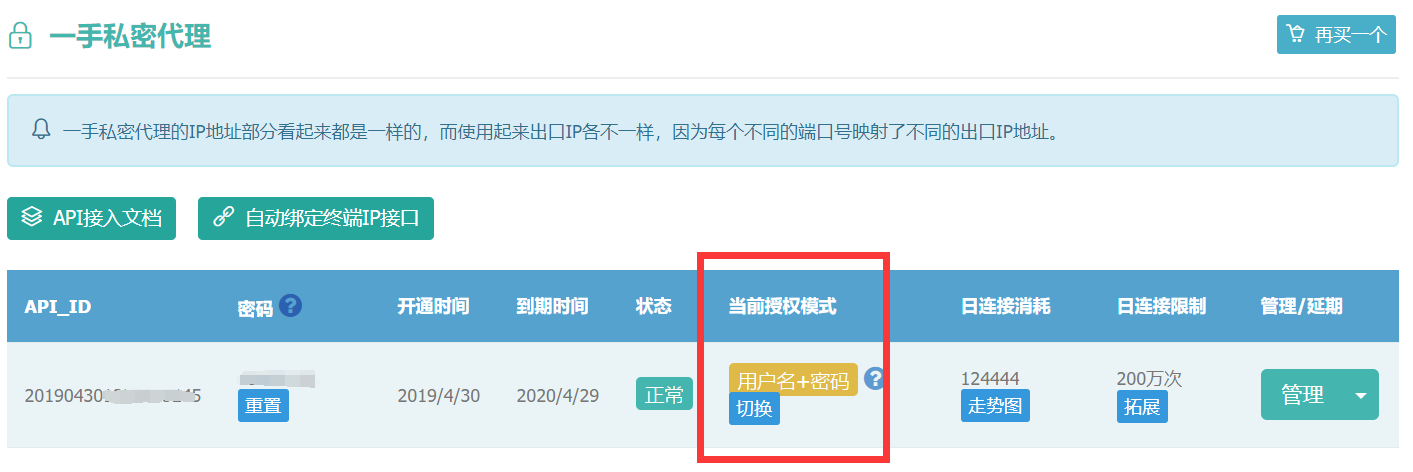 一手私密代理
再买一个
一手私密代理的IP地址部分看起来都是一样的，而使用起来出口IP各不一样，因为每个不同的端口号映射了不同的出口IP地址。
API接入文档 自动绑定终端IP接口
API_ID 密码 ? 开通时间 到期时间 状态 当前授权模式 日连接消耗 日连接限制 管理/延期
用户名+密码 ?
20190430 2019/4/30 2020/4/29 正常 124444 200万次 管理
重置 切换 走势图 拓展